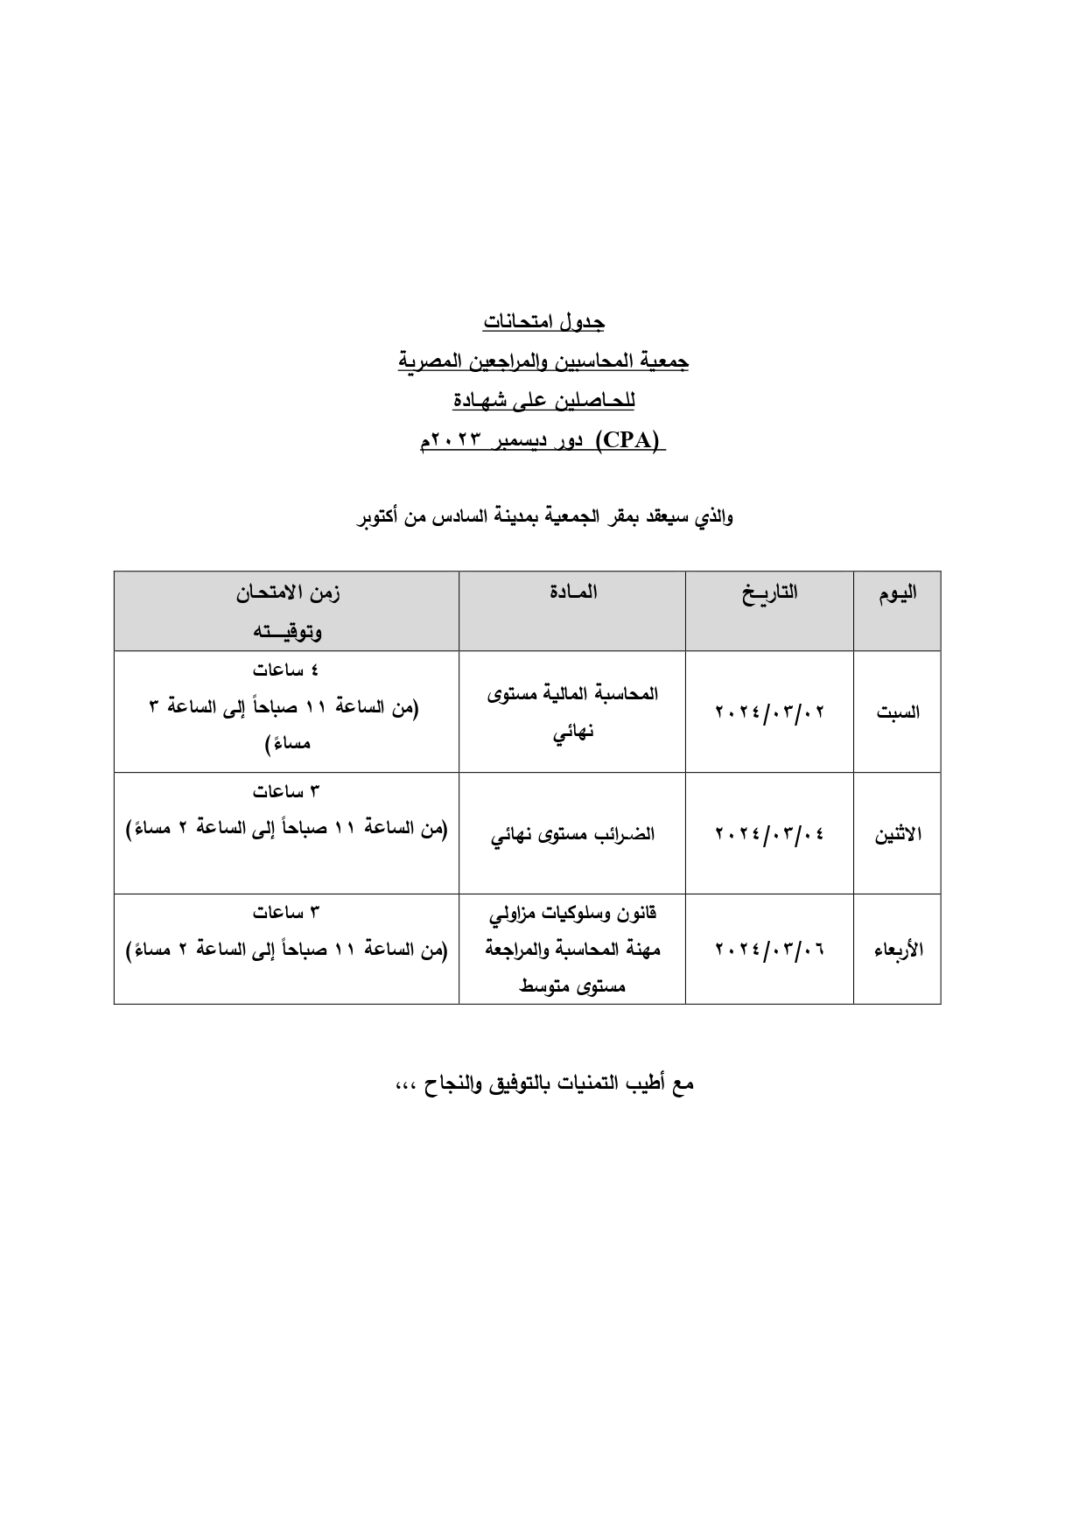 جدول امتحانات
جمعية المحاسبين والمراجعين المصرية
للحاصلين على شهادة
(CPA) دور ديسمبر ٢٠٢٣م
والذي سيعقد بمقر الجمعية بمدينة السادس من أكتوبر
اليوم التاريخ المادة زمن الامتحان
وتوقيته
السبت ٢٠٢٤/٠٣/٠٢ المحاسبة المالية مستوى
نهائي
٤ ساعات
(من الساعة ١١ صباحاً إلى الساعة ٣
مساءً)
الاثنين ٢٠٢٤/٠٣/٠٤ الضرائب مستوى نهائي
٣ ساعات
(من الساعة ١١ صباحاً إلى الساعة ٢ مساءً)
الأربعاء ٢٠٢٤/٠٣/٠٦
قانون وسلوكيات مزاولي
مهنة المحاسبة والمراجعة
مستوى متوسط
٣ ساعات
(من الساعة ١١ صباحاً إلى الساعة ٢ مساءً)
مع أطيب التمنيات بالتوفيق والنجاح ،،،